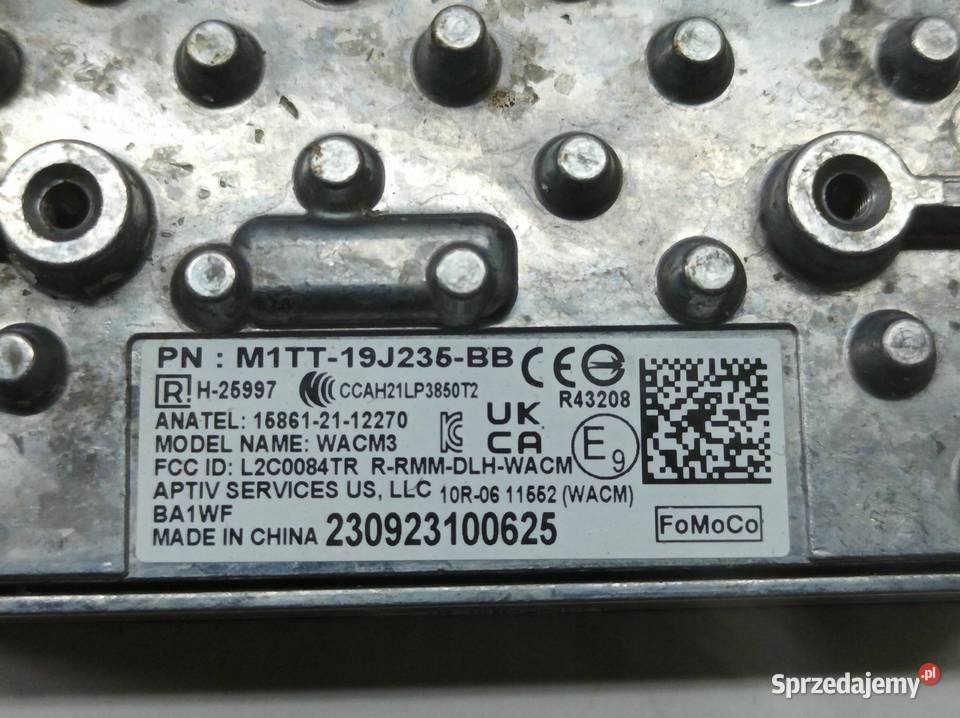 PN : M1TT-19J235-BB CE
R H-25997 CCAH21LP3850T2 R43208
ANATEL: 15861-21-12270
MODEL NAME: WACM3 UK CA E9
FCC ID: L2C0084TR R-RMM-DLH-WACM
APTIV SERVICES US, LLC 10R-06 11552 (WACM)
BA1WF FoMoCo
MADE IN CHINA 230923100625
Sprzedajemy.pl